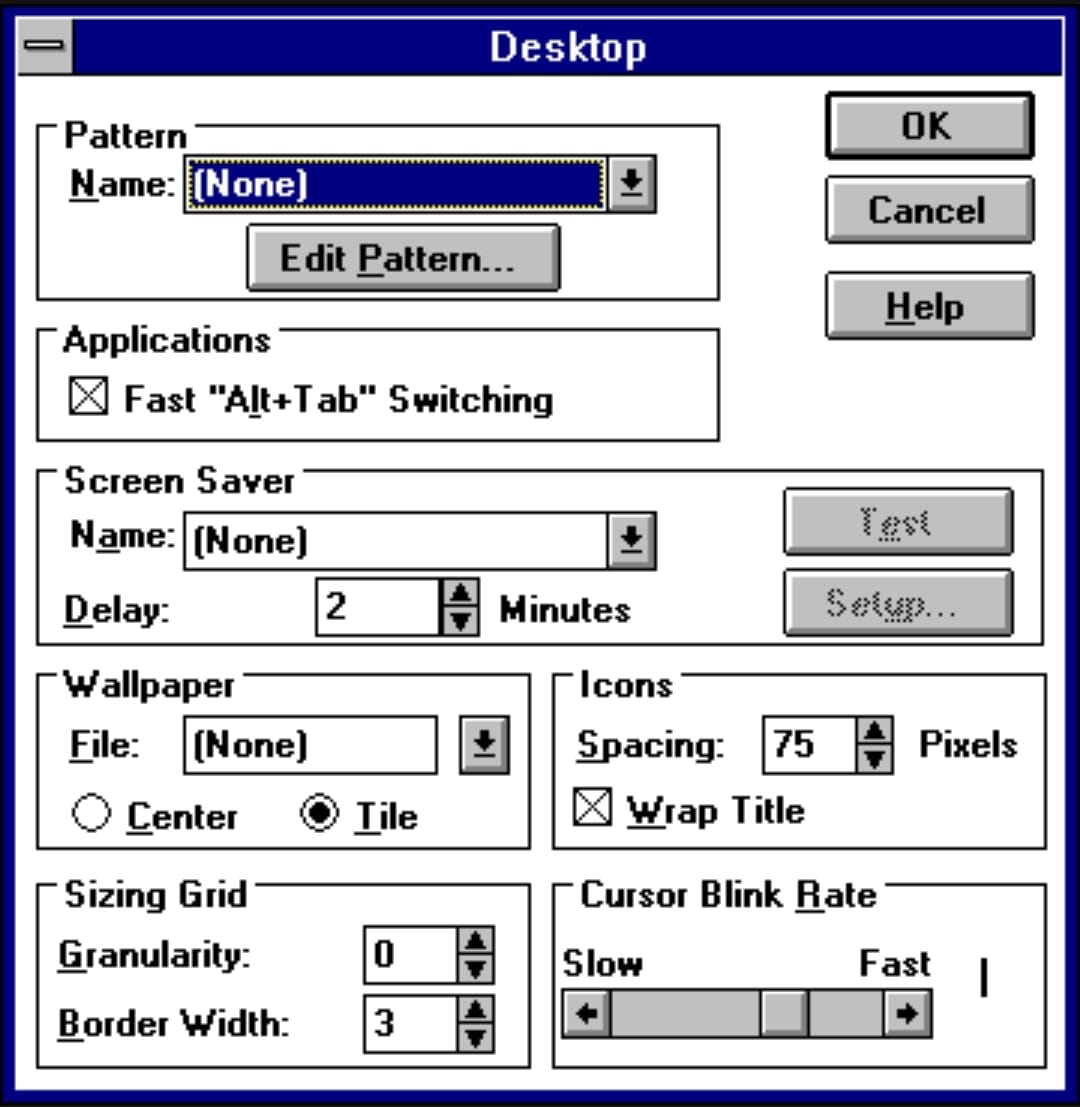 Desktop
Pattern
Name: (None)
Edit Pattern...
OK
Cancel
Help
Applications
Fast "Alt+Tab" Switching
Screen Saver
Name: (None)
Test
Delay: 2 Minutes
Setup...
Wallpaper
File: (None)
Center Tile
Icons
Spacing: 75 Pixels
Wrap Title
Sizing Grid
Granularity: 0
Border Width: 3
Cursor Blink Rate
Slow Fast